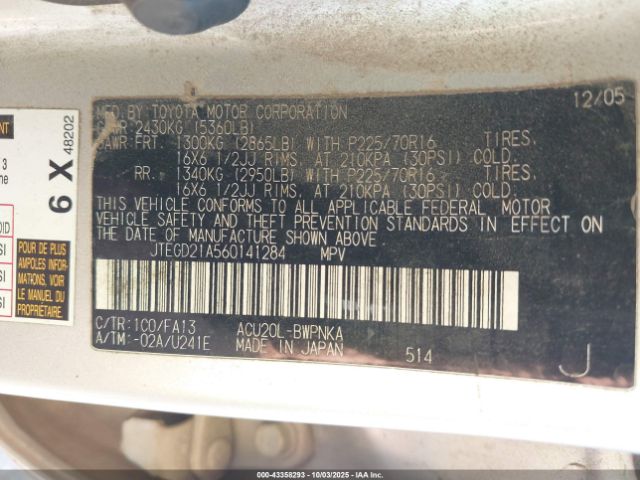 MFD. BY TOYOTA MOTOR CORPORATION 12/05
GVWR 2430KG (5360LB)
GAWR FRT. 1300KG (2865LB) WITH P225/70R16 TIRES.
16X6 1/2JJ RIMS, AT 210KPA (30PSI) COLD.
RR. 1340KG (2950LB) WITH P225/70R16 TIRES.
16X6 1/2JJ RIMS, AT 210KPA (30PSI) COLD.
THIS VEHICLE CONFORMS TO ALL APPLICABLE FEDERAL MOTOR
VEHICLE SAFETY AND THEFT PREVENTION STANDARDS IN EFFECT ON
THE DATE OF MANUFACTURE SHOWN ABOVE
JTEGD21A560141284 MPV
C/TR: 1C0/FA13 ACU20L-BWPNKA
A/TM: -02A/U241E MADE IN JAPAN 514 J
6 X 48202
POUR DE PLUS
AMPLES INFOR-
MATIONS, VOIR
LE MANUEL DU
PROPRIÉTAIRE
000-43358293 - 10/03/2025 - IAA Inc.